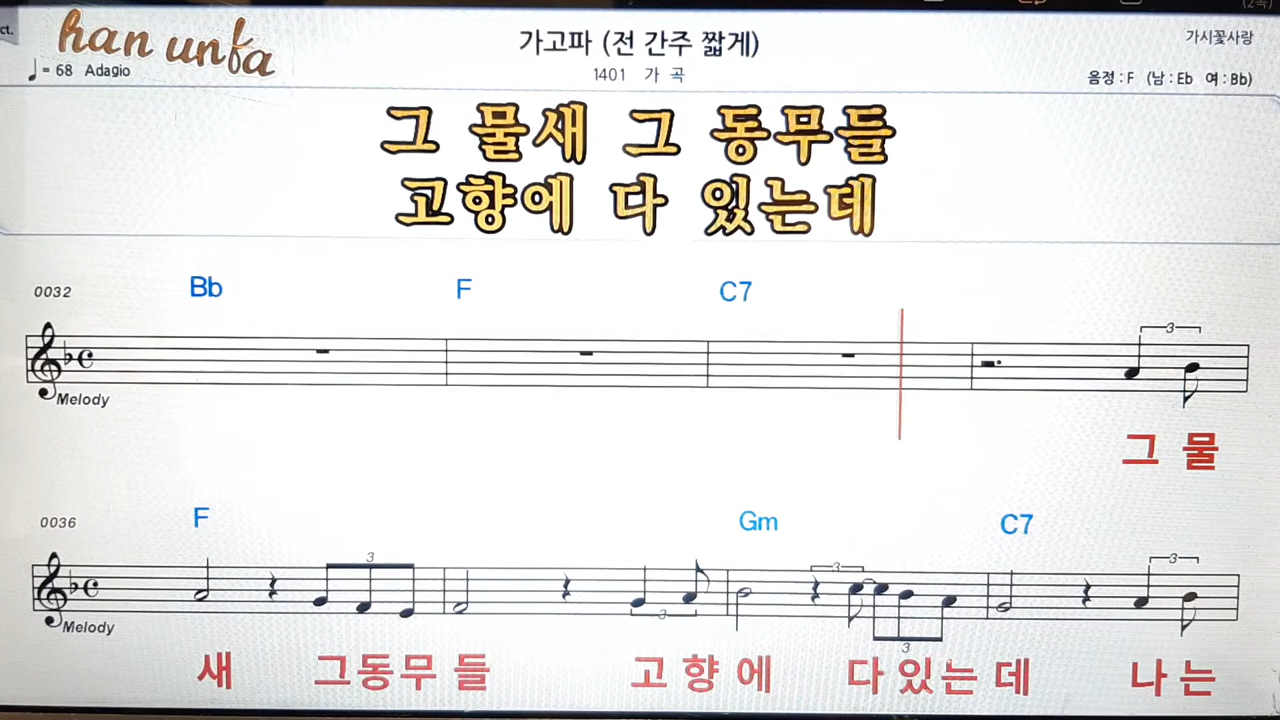 ct.
han unfa
가고파 (전 간주 짧게)
가시꽃사랑
♩= 68 Adagio
1401 가 곡
음정 : F (남 : Eb 여 : Bb)
그 물새 그 동무들
고향에 다 있는데
0032
Bb F C7
3
Melody
그 물
0036
F Gm C7
3 3 3 3 3
Melody
새 그동무 들 고 향 에 다있는 데 나 는